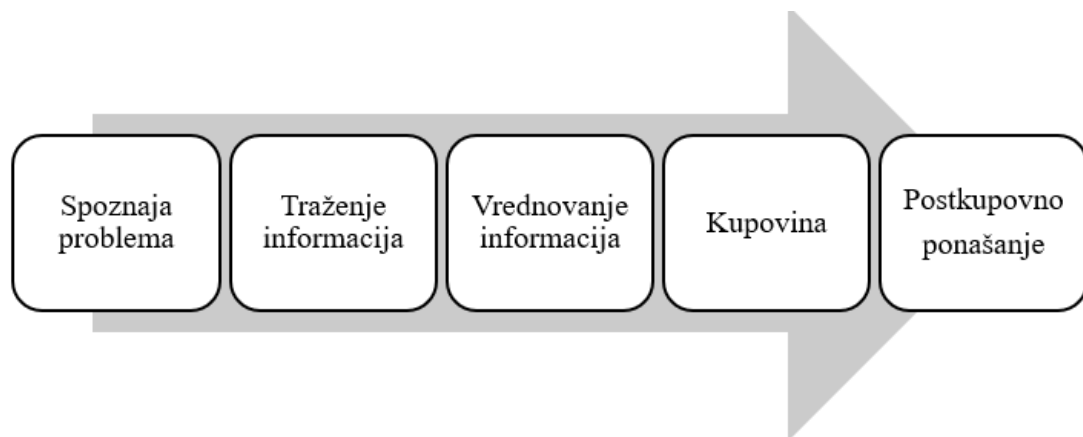 Spoznaja
problema
Traženje
informacija
Vrednovanje
informacija
Kupovina
Postkupovno
ponašanje